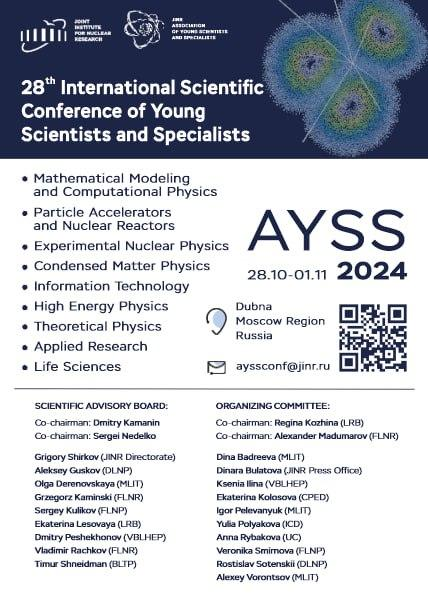 JOINT
INSTITUTE
FOR NUCLEAR
RESEARCH
JINR
ASSOCIATION
OF YOUNG SCIENTISTS
AND SPECIALISTS
28th International Scientific
Conference of Young
Scientists and Specialists
• Mathematical Modeling
and Computational Physics
• Particle Accelerators
and Nuclear Reactors
• Experimental Nuclear Physics
• Condensed Matter Physics
• Information Technology
• High Energy Physics
• Theoretical Physics
• Applied Research
• Life Sciences
AYSS
28.10-01.11 2024
Dubna
Moscow Region
Russia
ayssconf@jinr.ru
SCIENTIFIC ADVISORY BOARD:
Co-chairman: Dmitry Kamanin
Co-chairman: Sergei Nedelko
Grigory Shirkov (JINR Directorate)
Aleksey Guskov (DLNP)
Olga Derenovskaya (MLIT)
Grzegorz Kaminski (FLNR)
Sergey Kulikov (FLNP)
Ekaterina Lesovaya (LRB)
Dmitry Peshekhonov (VBLHEP)
Vladimir Rachkov (FLNR)
Timur Shneidman (BLTP)
ORGANIZING COMMITTEE:
Co-chairman: Regina Kozhina (LRB)
Co-chairman: Alexander Madumarov (FLNR)
Dina Badreeva (MLIT)
Dinara Bulatova (JINR Press Office)
Ksenia Ilina (VBLHEP)
Ekaterina Kolosova (CPED)
Igor Pelevanyuk (MLIT)
Yulia Polyakova (ICD)
Anna Rybakova (UC)
Veronika Smirnova (FLNP)
Rostislav Sotenskii (DLNP)
Alexey Vorontsov (MLIT)